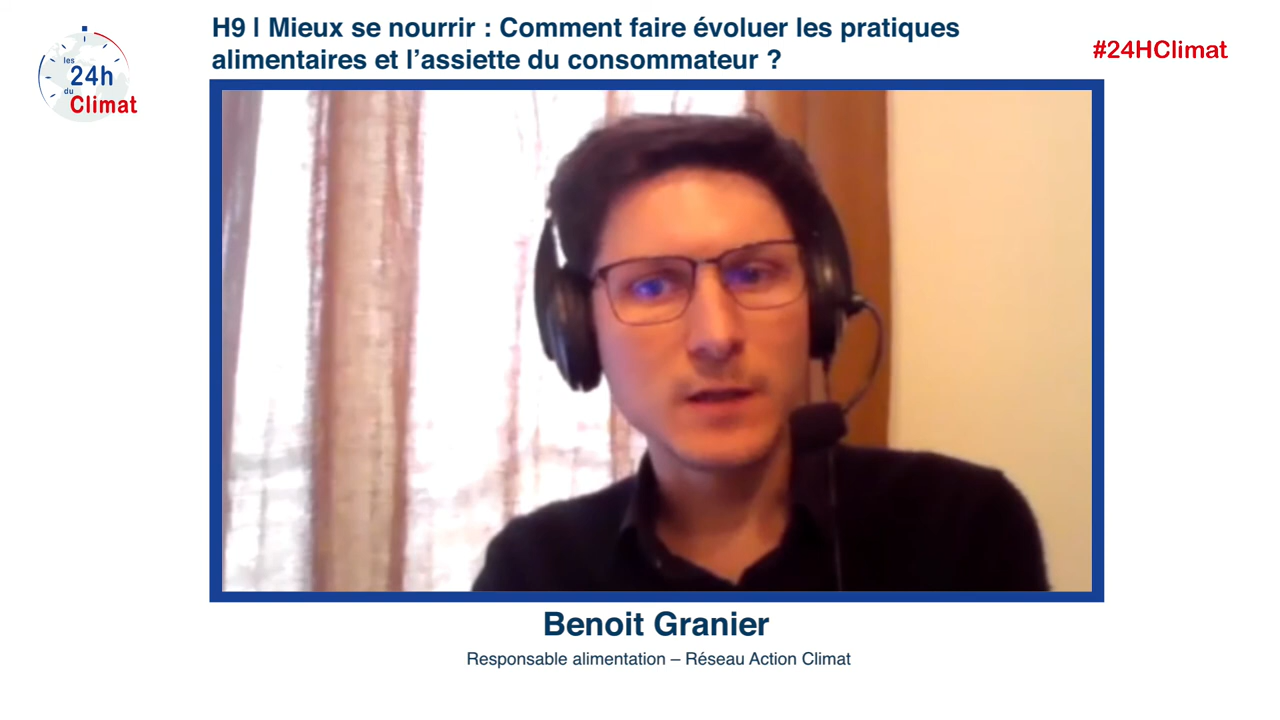 H9 | Mieux se nourrir : Comment faire évoluer les pratiques
alimentaires et l'assiette du consommateur ?
#24HClimat
les
24h
du
Climat
Benoit Granier
Responsable alimentation – Réseau Action Climat